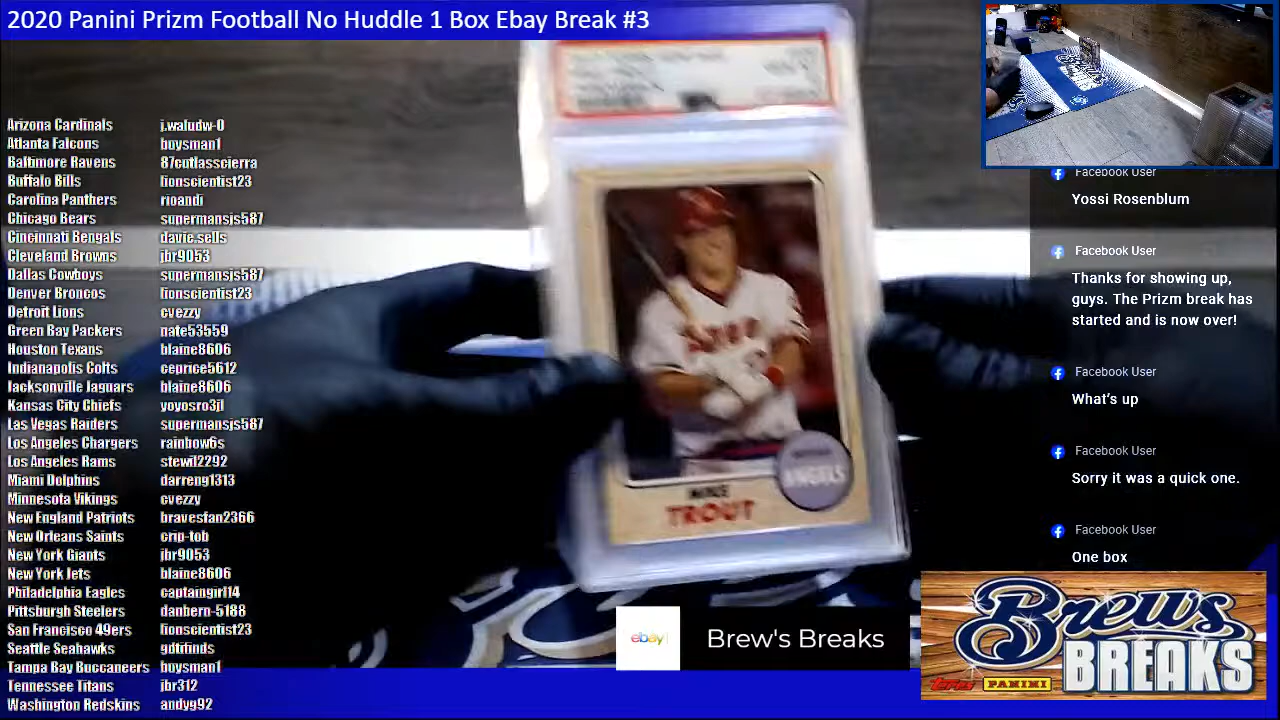 2020 Panini Prizm Football No Huddle 1 Box Ebay Break #3
Arizona Cardinals j.waludw-0
Atlanta Falcons buysman1
Baltimore Ravens 87cutlasscierra
Buffalo Bills lionscientist23
Carolina Panthers rioandi
Chicago Bears supermansjs587
Cincinnati Bengals davie.sells
Cleveland Browns jbr9053
Dallas Cowboys supermansjs587
Denver Broncos lionscientist23
Detroit Lions cvezzy
Green Bay Packers nate53559
Houston Texans blaine8606
Indianapolis Colts ceprice5612
Jacksonville Jaguars blaine8606
Kansas City Chiefs yoyosro3jl
Las Vegas Raiders supermansjs587
Los Angeles Chargers rainbow6s
Los Angeles Rams stewil2292
Miami Dolphins darreng1313
Minnesota Vikings cvezzy
New England Patriots bravesfan2366
New Orleans Saints crip-tob
New York Giants jbr9053
New York Jets blaine8606
Philadelphia Eagles captaingirl14
Pittsburgh Steelers danbern-5188
San Francisco 49ers lionscientist23
Seattle Seahawks gdtifinds
Tampa Bay Buccaneers buysman1
Tennessee Titans jbr312
Washington Redskins andyg92
ANGELS
MIKE
TROUT
Facebook User
Yossi Rosenblum
Facebook User
Thanks for showing up,
guys. The Prizm break has
started and is now over!
Facebook User
What's up
Facebook User
Sorry it was a quick one.
Facebook User
One box
ebay
Brew's Breaks
Brew's
BREAKS
Topps PANINI